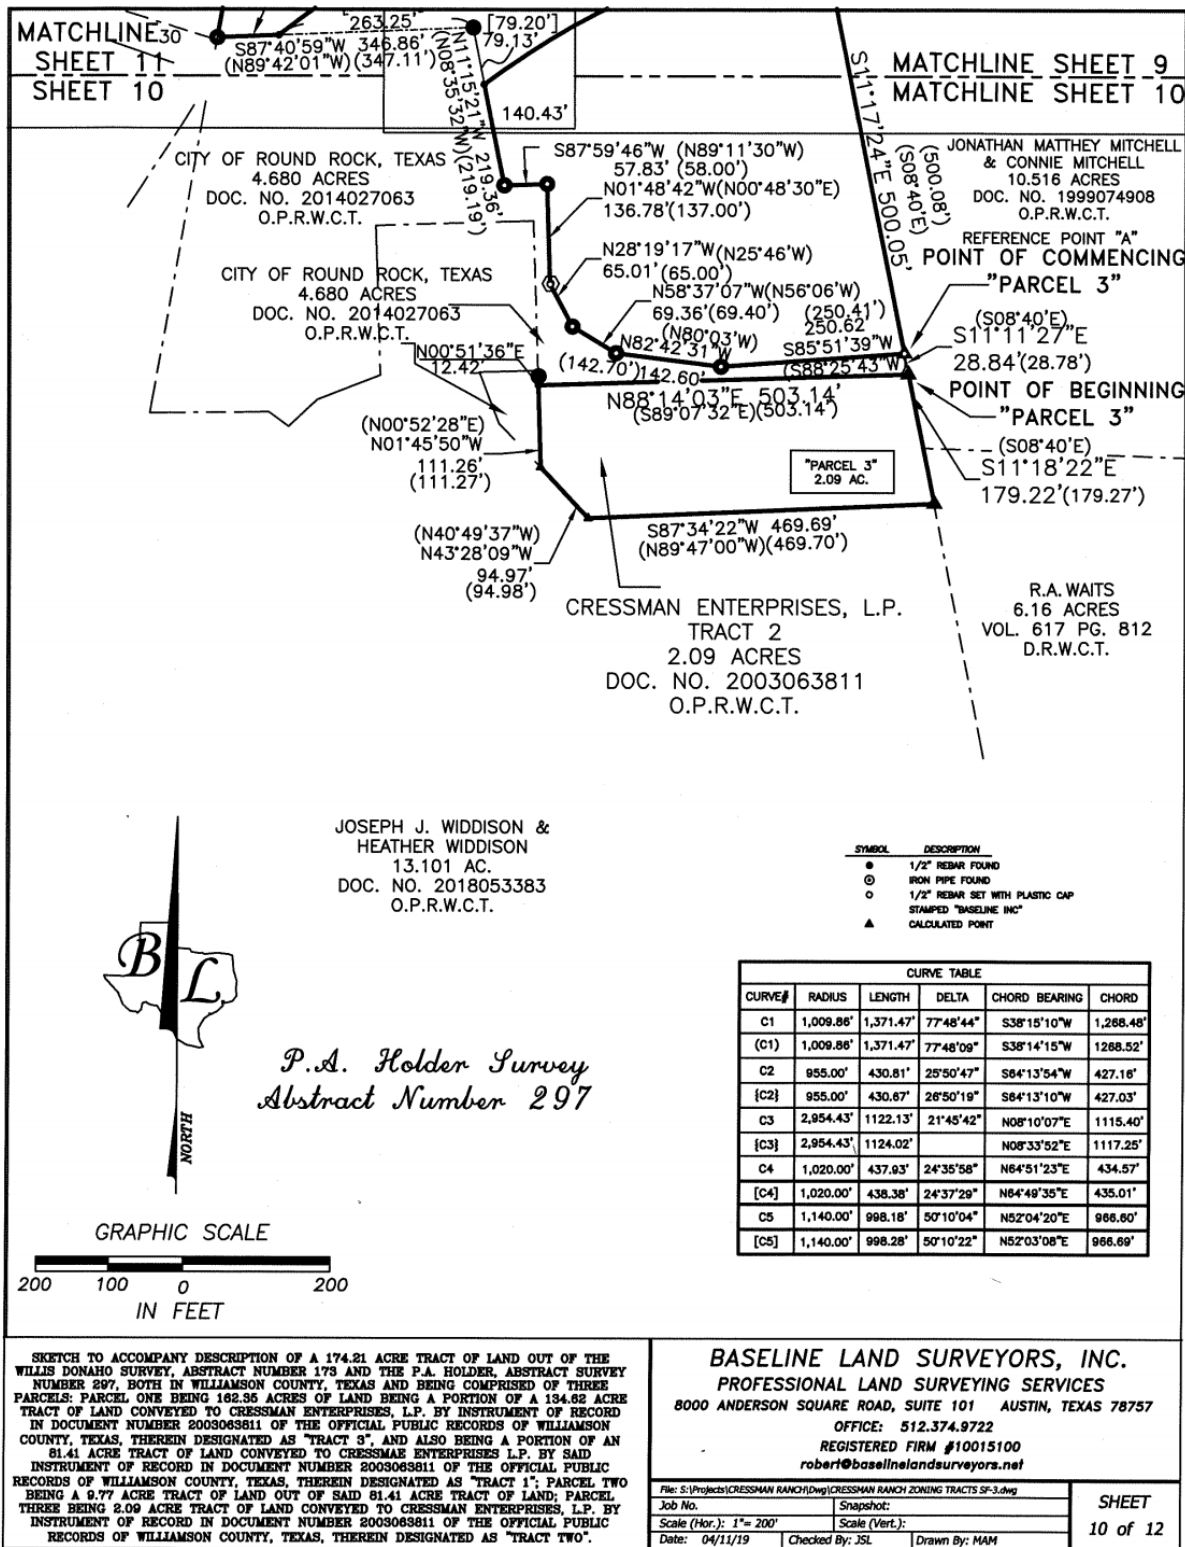 MATCHLINE
SHEET 11
SHEET 10
30
263.25'
S87°40'59"W 346.86'
(N89°42'01"W)(347.11')
[79.20']
79.13'
N11°15'21"W 219.36'
(N08°35'32"W)(219.19')
140.43'
MATCHLINE SHEET 9
MATCHLINE SHEET 10
S11°17'24"E 500.05'
(S08°40'E)
(500.08')
JONATHAN MATTHEY MITCHELL
& CONNIE MITCHELL
10.516 ACRES
DOC. NO. 1999074908
O.P.R.W.C.T.
CITY OF ROUND ROCK, TEXAS
4.680 ACRES
DOC. NO. 2014027063
O.P.R.W.C.T.
S87°59'46"W (N89°11'30"W)
57.83' (58.00')
N01°48'42"W(N00°48'30"E)
136.78'(137.00')
REFERENCE POINT "A"
POINT OF COMMENCING
"PARCEL 3"
CITY OF ROUND ROCK, TEXAS
4.680 ACRES
DOC. NO. 2014027063
O.P.R.W.C.T.
N28°19'17"W(N25°46'W)
65.01'(65.00')
N58°37'07"W(N56°06'W)
69.36'(69.40')
(N80°03'W)
N82°42'31"W
(142.70')
142.60'
(250.41')
250.62
S85°51'39"W
(S88°25'43"W)
(S08°40'E)
S11°11'27"E
28.84'(28.78')
N00°51'36"E
12.42'
N88°14'03"E 503.14'
(S89°07'32"E)(503.14')
POINT OF BEGINNING
"PARCEL 3"
(N00°52'28"E)
N01°45'50"W
111.26'
(111.27')
"PARCEL 3"
2.09 AC.
(S08°40'E)
S11°18'22"E
179.22'(179.27')
S87°34'22"W 469.69'
(N89°47'00"W)(469.70')
(N40°49'37"W)
N43°28'09"W
94.97'
(94.98')
CRESSMAN ENTERPRISES, L.P.
TRACT 2
2.09 ACRES
DOC. NO. 2003063811
O.P.R.W.C.T.
R.A. WAITS
6.16 ACRES
VOL. 617 PG. 812
D.R.W.C.T.
JOSEPH J. WIDDISON &
HEATHER WIDDISON
13.101 AC.
DOC. NO. 2018053383
O.P.R.W.C.T.
SYMBOL DESCRIPTION
1/2" REBAR FOUND
IRON PIPE FOUND
1/2" REBAR SET WITH PLASTIC CAP
STAMPED "BASELINE INC"
CALCULATED POINT
B L
NORTH
P.A. Holder Survey
Abstract Number 297
CURVE TABLE
CURVE# RADIUS LENGTH DELTA CHORD BEARING CHORD
C1 1,009.86' 1,371.47' 77°48'44" S38°15'10"W 1,268.48'
(C1) 1,009.86' 1,371.47' 77°48'09" S38°14'15"W 1268.52'
C2 955.00' 430.81' 25°50'47" S64°13'54"W 427.16'
{C2} 955.00' 430.67' 26°50'19" S64°13'10"W 427.03'
C3 2,954.43' 1122.13' 21°45'42" N08°10'07"E 1115.40'
{C3} 2,954.43' 1124.02' N08°33'52"E 1117.25'
C4 1,020.00' 437.93' 24°35'58" N64°51'23"E 434.57'
[C4] 1,020.00' 438.38' 24°37'29" N64°49'35"E 435.01'
C5 1,140.00' 998.18' 50°10'04" N52°04'20"E 966.60'
[C5] 1,140.00' 998.28' 50°10'22" N52°03'08"E 966.69'
GRAPHIC SCALE
200 100 0 200
IN FEET
SKETCH TO ACCOMPANY DESCRIPTION OF A 174.21 ACRE TRACT OF LAND OUT OF THE
WILLIS DONAHO SURVEY, ABSTRACT NUMBER 173 AND THE P.A. HOLDER, ABSTRACT SURVEY
NUMBER 297, BOTH IN WILLIAMSON COUNTY, TEXAS AND BEING COMPRISED OF THREE
PARCELS: PARCEL ONE BEING 162.35 ACRES OF LAND BEING A PORTION OF A 134.62 ACRE
TRACT OF LAND CONVEYED TO CRESSMAN ENTERPRISES, L.P. BY INSTRUMENT OF RECORD
IN DOCUMENT NUMBER 2003063811 OF THE OFFICIAL PUBLIC RECORDS OF WILLIAMSON
COUNTY, TEXAS, THEREIN DESIGNATED AS "TRACT 3", AND ALSO BEING A PORTION OF AN
81.41 ACRE TRACT OF LAND CONVEYED TO CRESSMAE ENTERPRISES L.P. BY SAID
INSTRUMENT OF RECORD IN DOCUMENT NUMBER 2003063811 OF THE OFFICIAL PUBLIC
RECORDS OF WILLIAMSON COUNTY, TEXAS, THEREIN DESIGNATED AS "TRACT 1"; PARCEL TWO
BEING A 9.77 ACRE TRACT OF LAND OUT OF SAID 81.41 ACRE TRACT OF LAND; PARCEL
THREE BEING 2.09 ACRE TRACT OF LAND CONVEYED TO CRESSMAN ENTERPRISES, L.P. BY
INSTRUMENT OF RECORD IN DOCUMENT NUMBER 2003063811 OF THE OFFICIAL PUBLIC
RECORDS OF WILLIAMSON COUNTY, TEXAS, THEREIN DESIGNATED AS "TRACT TWO".
BASELINE LAND SURVEYORS, INC.
PROFESSIONAL LAND SURVEYING SERVICES
8000 ANDERSON SQUARE ROAD, SUITE 101 AUSTIN, TEXAS 78757
OFFICE: 512.374.9722
REGISTERED FIRM #10015100
robert@baselinelandsurveyors.net
File: S:\Projects\CRESSMAN RANCH\Dwg\CRESSMAN RANCH ZONING TRACTS SF-3.dwg
Job No. Snapshot:
Scale (Hor.): 1"= 200' Scale (Vert.):
Date: 04/11/19 Checked By: JSL Drawn By: MAM
SHEET
10 of 12